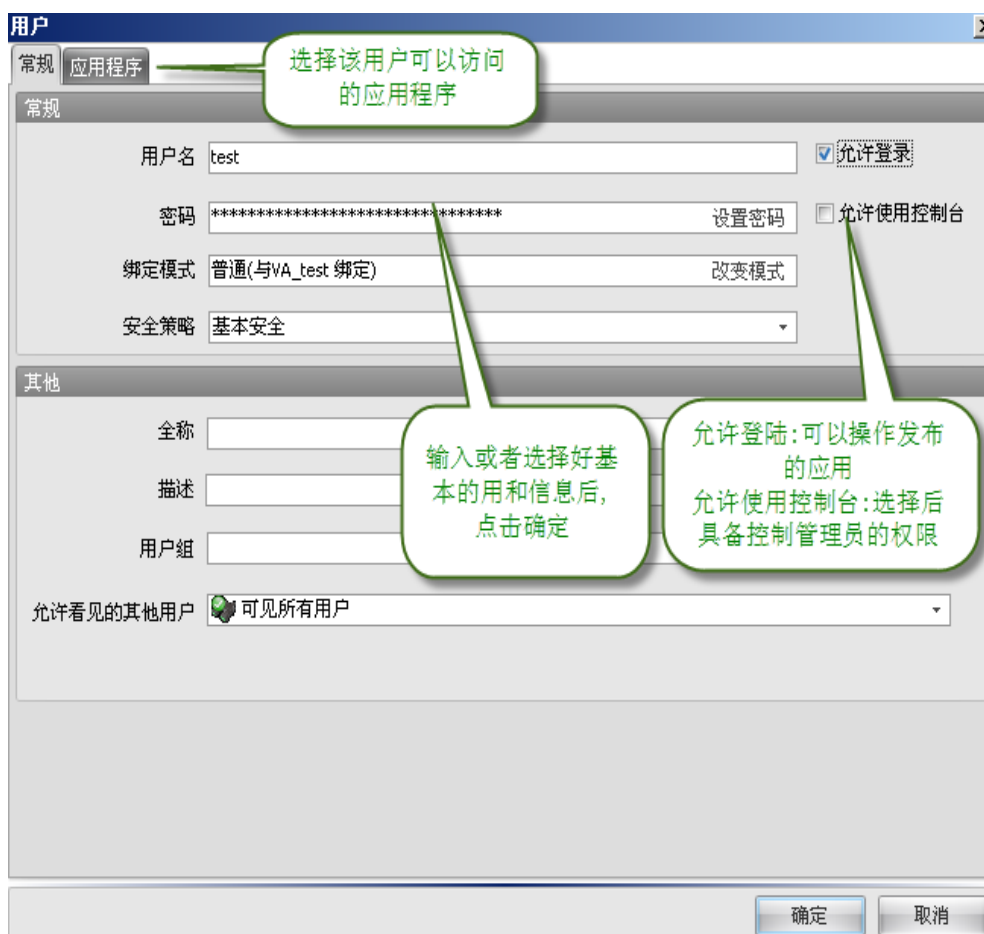 用户
常规 应用程序
选择该用户可以访问
的应用程序
常规
用户名 test 允许登录
密码 ******************************** 设置密码 允许使用控制台
绑定模式 普通(与VA_test 绑定) 改变模式
安全策略 基本安全
其他
全称
描述
用户组
输入或者选择好基
本的用和信息后,
点击确定
允许登陆:可以操作发布
的应用
允许使用控制台:选择后
具备控制管理员的权限
允许看见的其他用户 可见所有用户
确定 取消